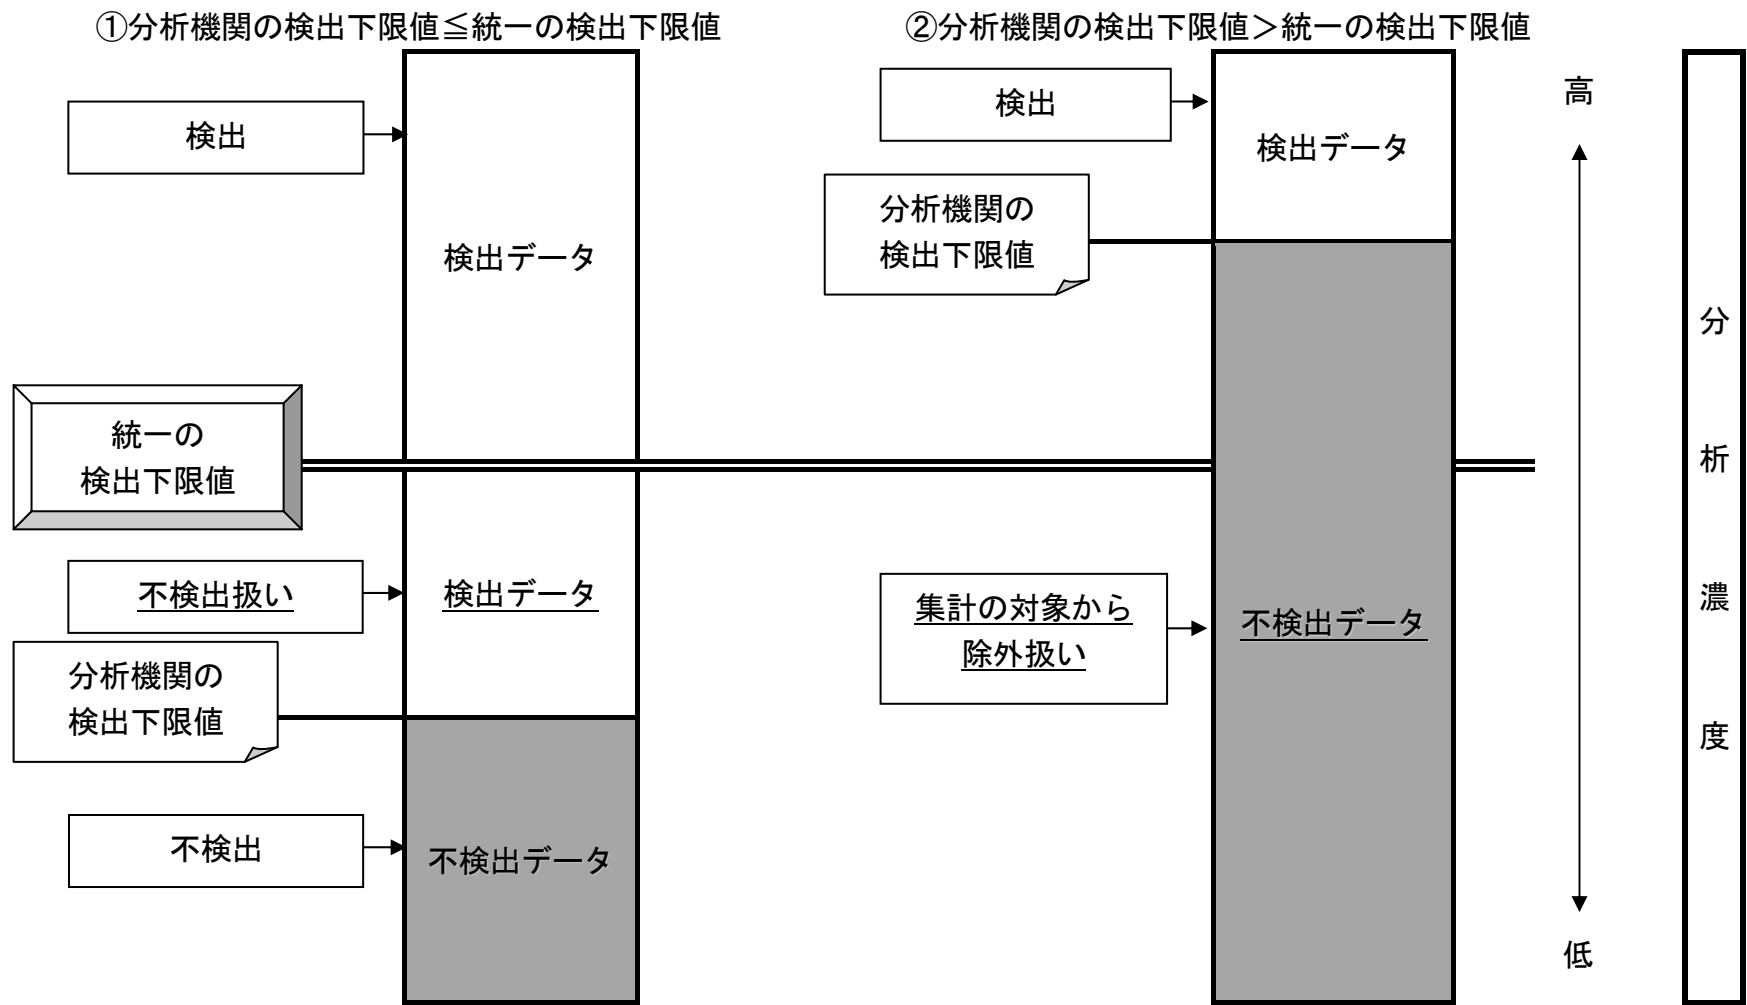 ①分析機関の検出下限値≦統一の検出下限値
検出
検出データ
統一の
検出下限値
不検出扱い
検出データ
分析機関の
検出下限値
不検出
不検出データ
②分析機関の検出下限値＞統一の検出下限値
検出
検出データ
分析機関の
検出下限値
集計の対象から
除外扱い
不検出データ
高
低
分析濃度